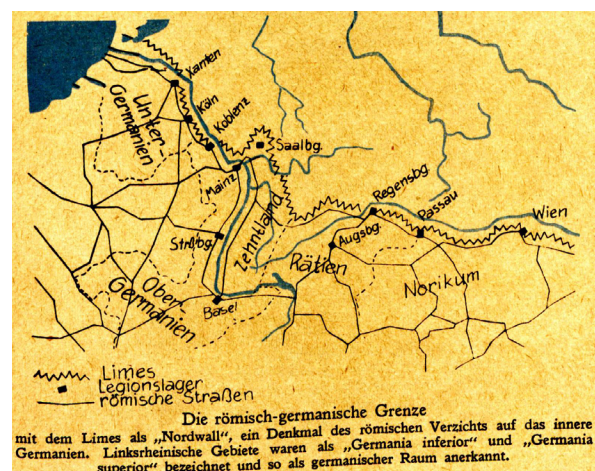 Xanten
Unter
Germanien
Köln
Koblenz
Saalbg.
Mainz
Zehntland
Regensbg.
Passau
Wien
Straßbg.
Augsbg.
Rätien
Norikum
Ober-
Germanien
Basel
Limes
Legionslager
römische Straßen
Die römisch-germanische Grenze
mit dem Limes als „Nordwall“, ein Denkmal des römischen Verzichts auf das innere
Germanien. Linksrheinische Gebiete waren als „Germania inferior“ und „Germania
superior“ bezeichnet und so als germanischer Raum anerkannt.